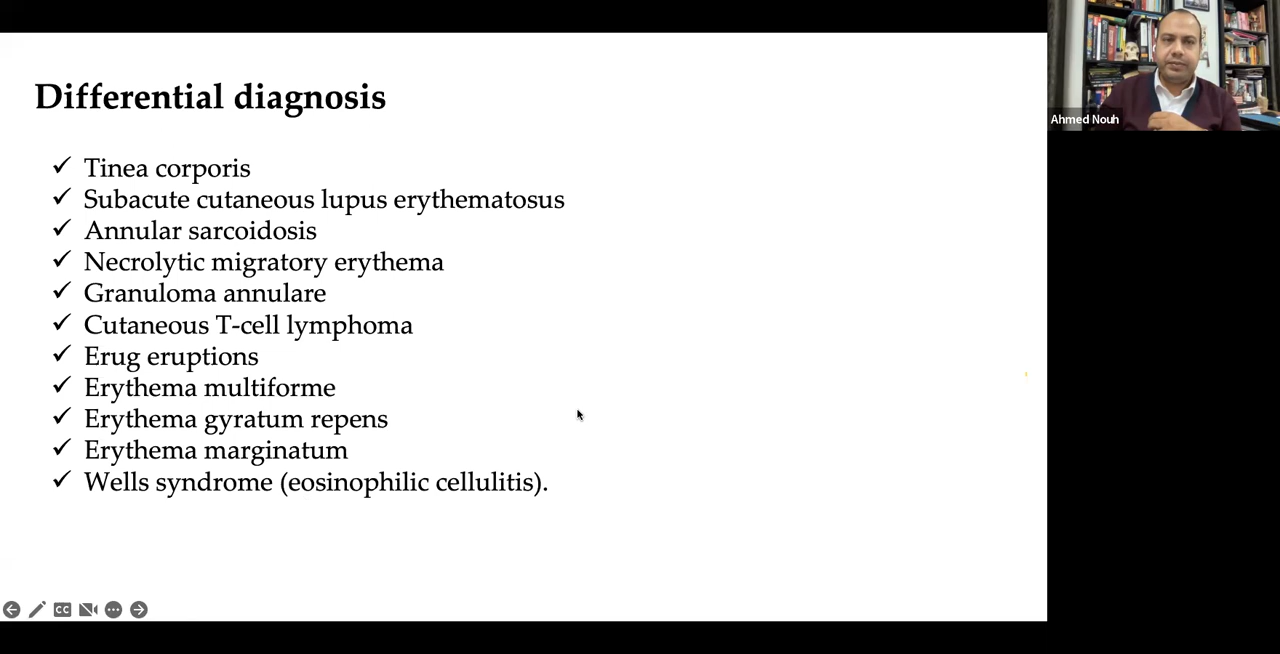 Differential diagnosis
✓ Tinea corporis
✓ Subacute cutaneous lupus erythematosus
✓ Annular sarcoidosis
✓ Necrolytic migratory erythema
✓ Granuloma annulare
✓ Cutaneous T-cell lymphoma
✓ Erug eruptions
✓ Erythema multiforme
✓ Erythema gyratum repens
✓ Erythema marginatum
✓ Wells syndrome (eosinophilic cellulitis).
Ahmed Nouh
CC